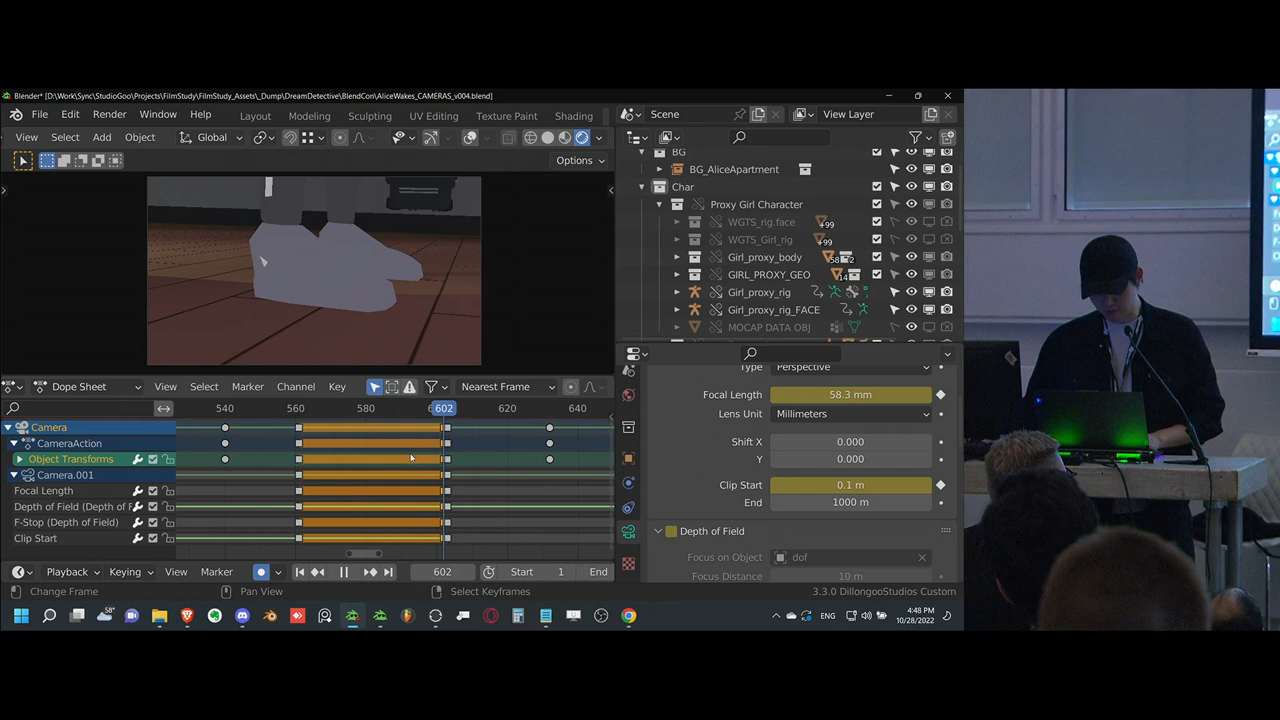 Blender* [D:\Work\Sync\StudioGoo\Projects\FilmStudy\FilmStudy_Assets\_Dump\DreamDetective\BlendCon\AliceWakes_CAMERAS_v004.blend]
File Edit Render Window Help Layout Modeling Sculpting UV Editing Texture Paint Shading
Scene View Layer
View Select Add Object Global
Options
BG
BG_AliceApartment
Char
Proxy Girl Character
WGTS_rig.face +99
WGTS_Girl_rig +99
Girl_proxy_body 58 2
GIRL_PROXY_GEO 14
Girl_proxy_rig
Girl_proxy_rig_FACE
MOCAP DATA OBJ
Type Perspective
Focal Length 58.3 mm
Lens Unit Millimeters
Shift X 0.000
Y 0.000
Clip Start 0.1 m
End 1000 m
Depth of Field
Focus on Object dof
Focus Distance 10 m
Dope Sheet View Select Marker Channel Key Nearest Frame
540 560 580 602 620 640
Camera
CameraAction
Object Transforms
Camera.001
Focal Length
Depth of Field (Depth of F
F-Stop (Depth of Field)
Clip Start
Playback Keying View Marker 602 Start 1 End
Change Frame Pan View Select Keyframes 3.3.0 DillongooStudios Custom
58° ENG 4:48 PM
10/28/2022